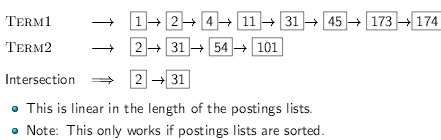 TERM1 → 1 → 2 → 4 → 11 → 31 → 45 → 173 → 174
TERM2 → 2 → 31 → 54 → 101
Intersection ⟹ 2 → 31
This is linear in the length of the postings lists.
Note: This only works if postings lists are sorted.